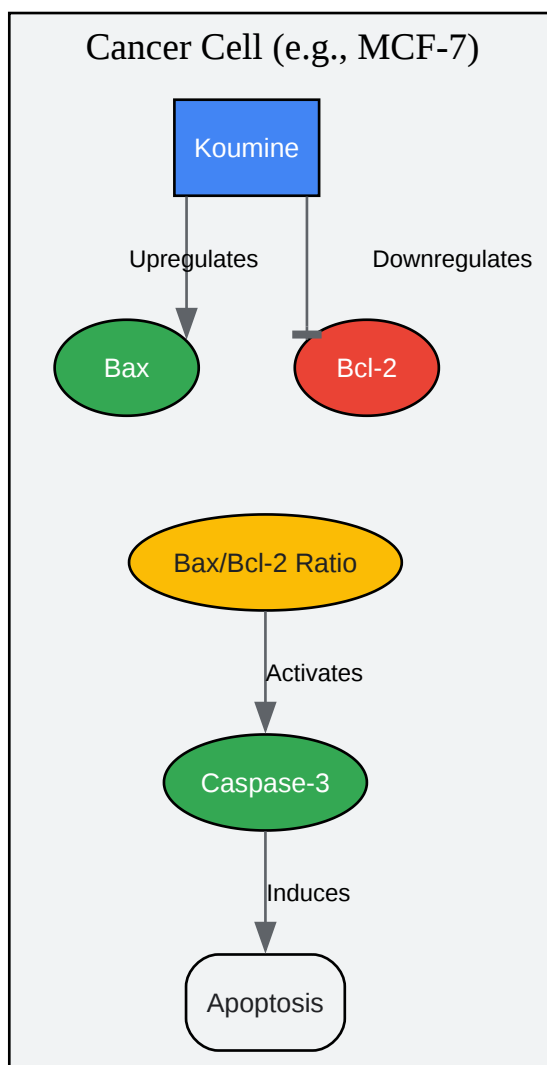 Cancer Cell (e.g., MCF-7)
Koumine
Upregulates
Downregulates
Bax
Bcl-2
Bax/Bcl-2 Ratio
Activates
Caspase-3
Induces
Apoptosis